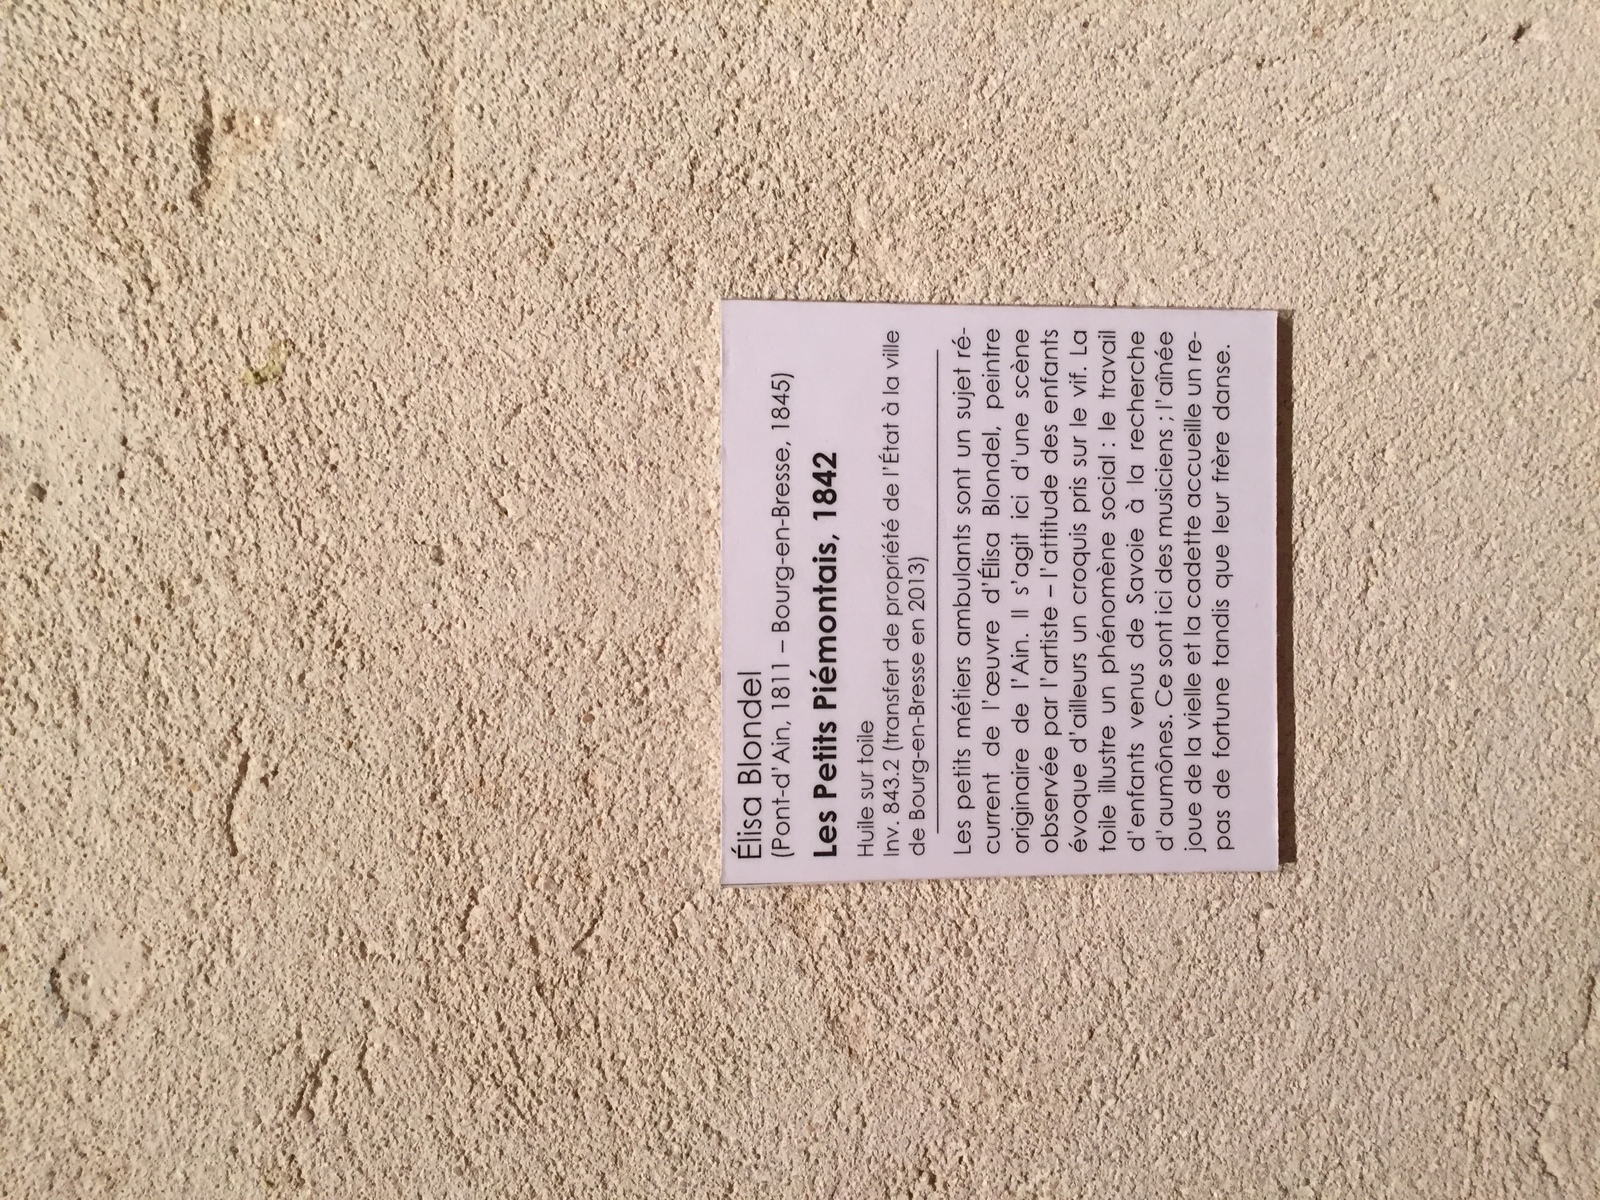 Élisa Blondel
(Pont-d'Ain, 1811 – Bourg-en-Bresse, 1845)
Les Petits Piémontais, 1842
Huile sur toile
Inv. 843.2 (transfert de propriété de l'État à la ville
de Bourg-en-Bresse en 2013)
Les petits métiers ambulants sont un sujet ré-
current de l'œuvre d'Élisa Blondel, peintre
originaire de l'Ain. Il s'agit ici d'une scène
observée par l'artiste – l'attitude des enfants
évoque d'ailleurs un croquis pris sur le vif. La
toile illustre un phénomène social : le travail
d'enfants venus de Savoie à la recherche
d'aumônes. Ce sont ici des musiciens ; l'aînée
joue de la vielle et la cadette accueille un re-
pas de fortune tandis que leur frère danse.